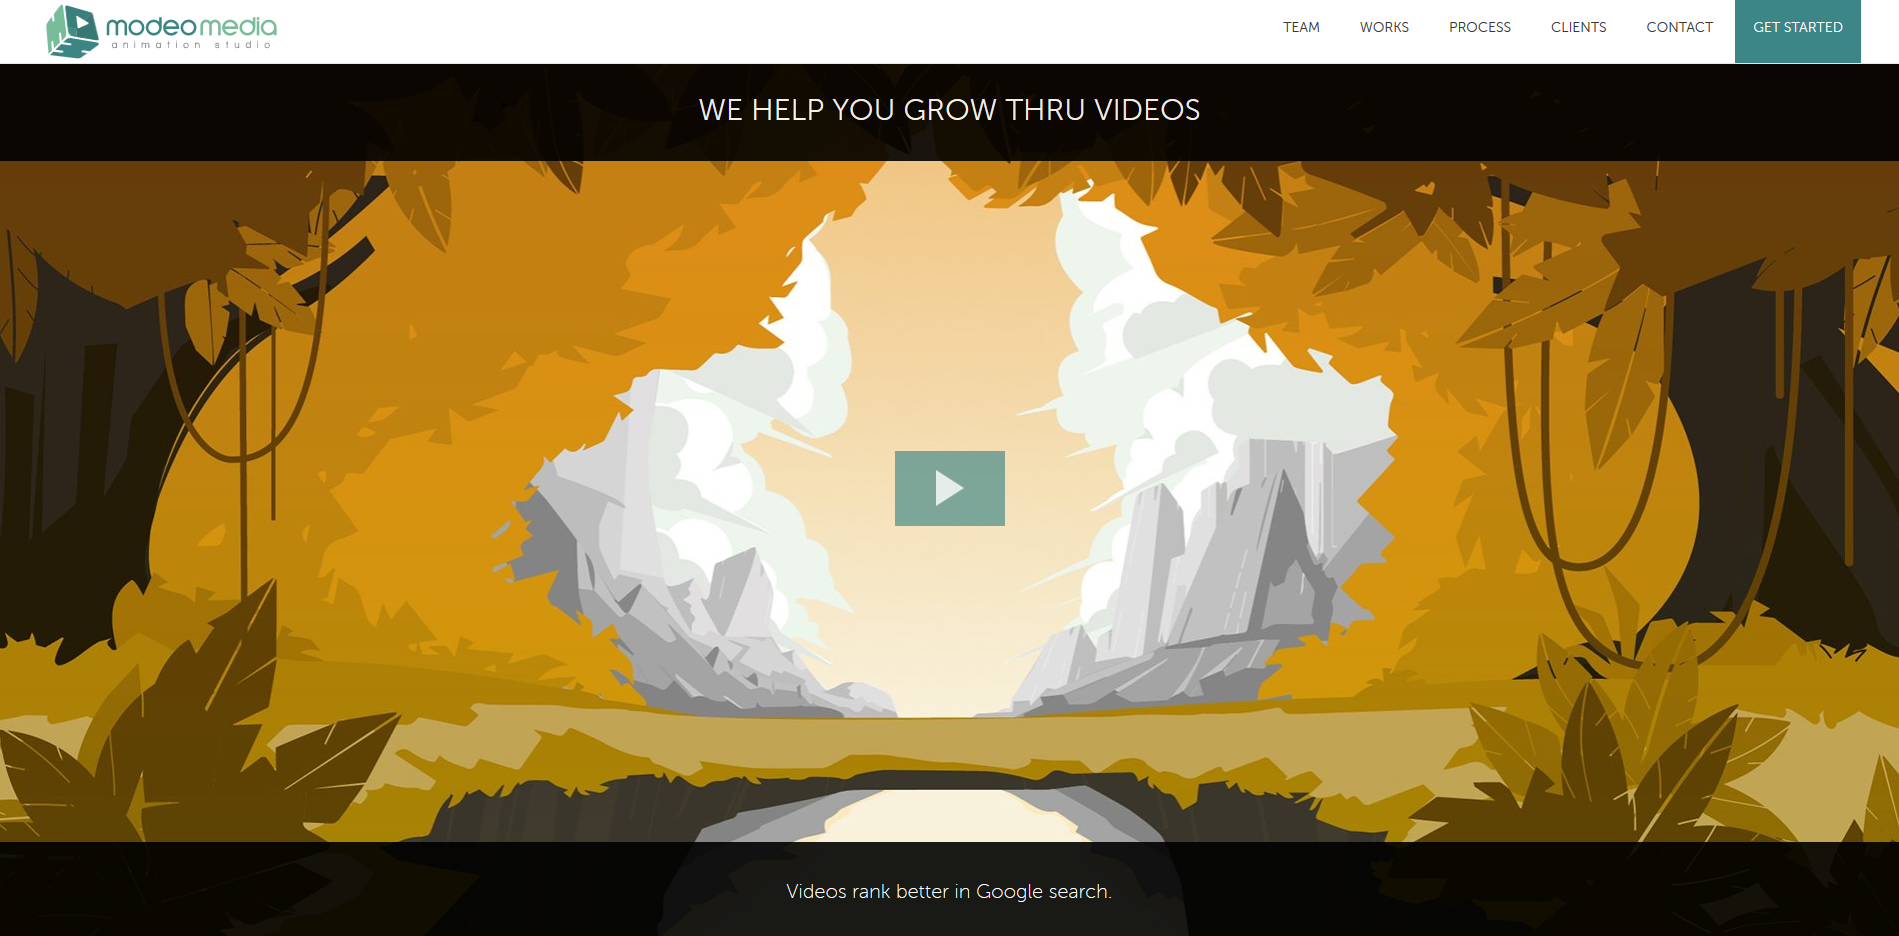 modeomedia
animation studio
TEAM WORKS PROCESS CLIENTS CONTACT GET STARTED
WE HELP YOU GROW THRU VIDEOS
Videos rank better in Google search.